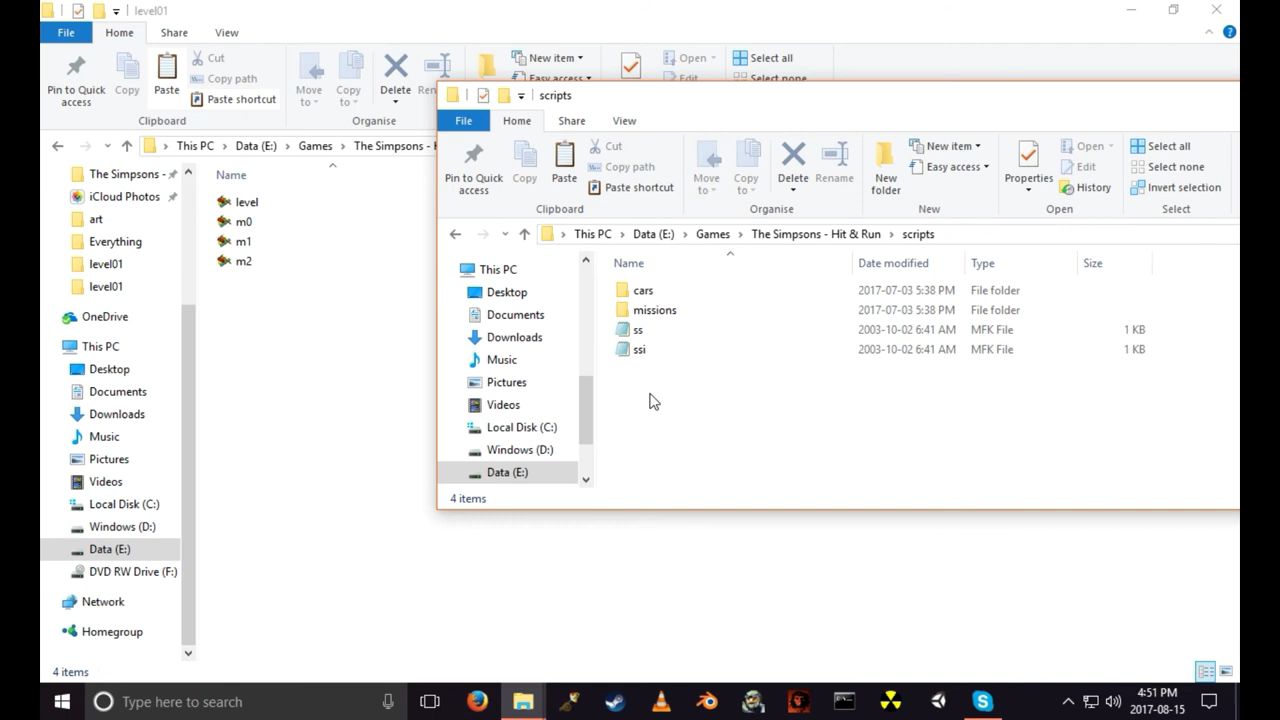 level01
File Home Share View
Pin to Quick access
Copy
Paste
Cut
Copy path
Paste shortcut
Clipboard
Move to
Copy to
Delete
Organise
New item
Easy access
Open
Edit
Select all
Select none
This PC Data (E:) Games The Simpsons - H
The Simpsons -
iCloud Photos
art
Everything
level01
level01
OneDrive
This PC
Desktop
Documents
Downloads
Music
Pictures
Videos
Local Disk (C:)
Windows (D:)
Data (E:)
DVD RW Drive (F:)
Network
Homegroup
Name
level
m0
m1
m2
4 items
scripts
File Home Share View
Pin to Quick access
Copy
Paste
Cut
Copy path
Paste shortcut
Clipboard
Move to
Copy to
Delete
Rename
Organise
New folder
New item
Easy access
New
Properties
Open
Edit
History
Open
Select all
Select none
Invert selection
Select
This PC Data (E:) Games The Simpsons - Hit & Run scripts
This PC
Desktop
Documents
Downloads
Music
Pictures
Videos
Local Disk (C:)
Windows (D:)
Data (E:)
Name Date modified Type Size
cars 2017-07-03 5:38 PM File folder
missions 2017-07-03 5:38 PM File folder
ss 2003-10-02 6:41 AM MFK File 1 KB
ssi 2003-10-02 6:41 AM MFK File 1 KB
4 items
Type here to search
4:51 PM
2017-08-15